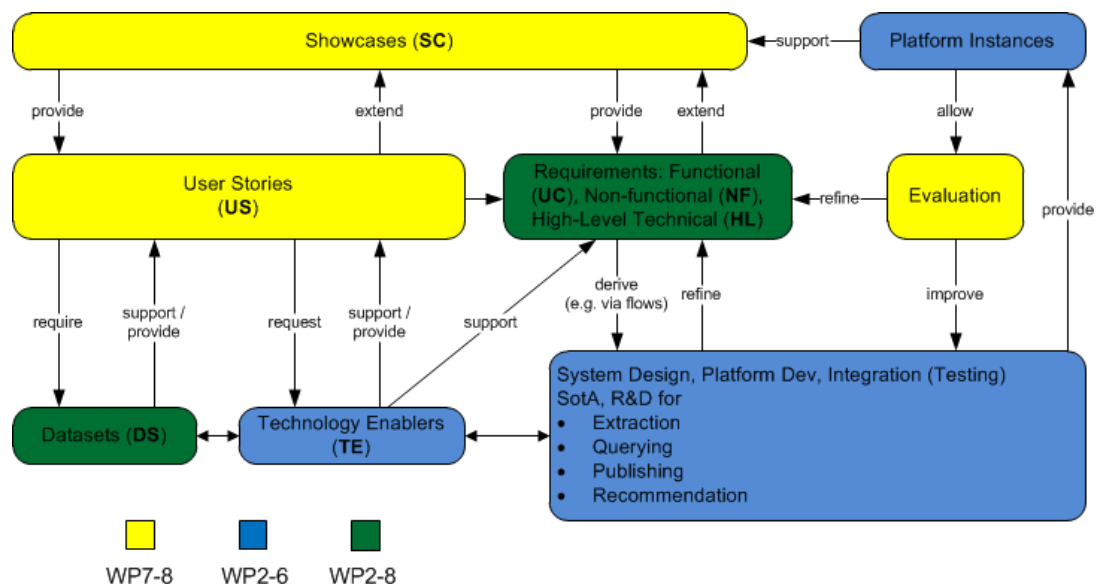 Showcases (SC)
support
Platform Instances
provide
extend
provide
extend
allow
User Stories
(US)
Requirements: Functional
(UC), Non-functional (NF),
High-Level Technical (HL)
refine
Evaluation
provide
require
support /
provide
request
support /
provide
support
derive
(e.g. via flows)
refine
improve
Datasets (DS)
Technology Enablers
(TE)
System Design, Platform Dev, Integration (Testing)
SotA, R&D for
• Extraction
• Querying
• Publishing
• Recommendation
WP7-8
WP2-6
WP2-8